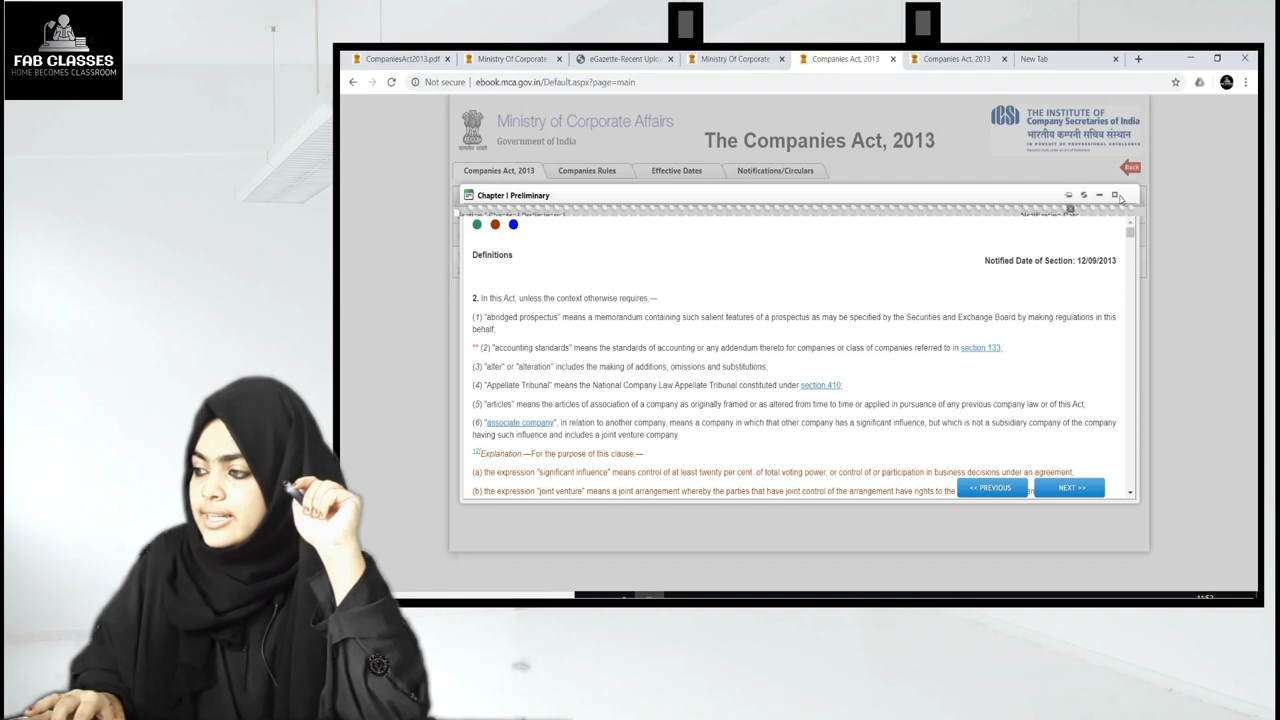 FAB CLASSES
HOME BECOMES CLASSROOM
CompaniesAct2013.pdf
Ministry Of Corporate
eGazette-Recent Uplo
Ministry Of Corporate
Companies Act, 2013
Companies Act, 2013
New Tab
Not secure
ebook.mca.gov.in/Default.aspx?page=main
Ministry of Corporate Affairs
Government of India
The Companies Act, 2013
ICSI
THE INSTITUTE OF
Company Secretaries of India
भारतीय कम्पनी सचिव संस्थान
Back
Companies Act, 2013
Companies Rules
Effective Dates
Notifications/Circulars
Chapter I Preliminary
Definitions
Notified Date of Section: 12/09/2013
2. In this Act, unless the context otherwise requires,—
(1) "abridged prospectus" means a memorandum containing such salient features of a prospectus as may be specified by the Securities and Exchange Board by making regulations in this
behalf;
** (2) "accounting standards" means the standards of accounting or any addendum thereto for companies or class of companies referred to in section 133;
(3) "alter" or "alteration" includes the making of additions, omissions and substitutions;
(4) "Appellate Tribunal" means the National Company Law Appellate Tribunal constituted under section 410;
(5) "articles" means the articles of association of a company as originally framed or as altered from time to time or applied in pursuance of any previous company law or of this Act;
(6) "associate company", in relation to another company, means a company in which that other company has a significant influence, but which is not a subsidiary company of the company
having such influence and includes a joint venture company.
Explanation.—For the purpose of this clause,—
(a) the expression "significant influence" means control of at least twenty per cent. of total voting power, or control of or participation in business decisions under an agreement;
(b) the expression "joint venture" means a joint arrangement whereby the parties that have joint control of the arrangement have rights to the
<< PREVIOUS
NEXT >>